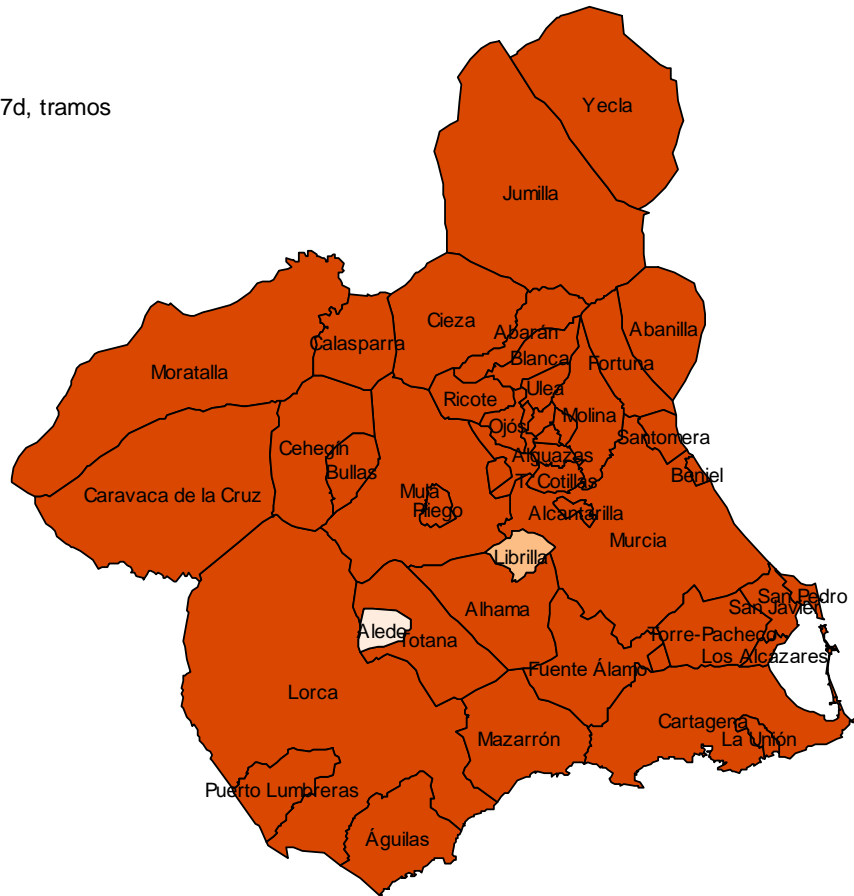 7d, tramos
Yecla
Jumilla
Cieza
Abarán
Abanilla
Calasparra
Blanca
Fortuna
Moratalla
Ulea
Ricote
Molina
Ojós
Santomera
Cehegín
Alguazas
Bullas
Beniel
T. Cotillas
Caravaca de la Cruz
Mula
Pliego
Alcantarilla
Murcia
Librilla
San Pedro
San Javier
Alhama
Aledo
Totana
Torre-Pacheco
Los Alcázares
Fuente Álamo
Lorca
Cartagena
Mazarrón
La Unión
Puerto Lumbreras
Águilas